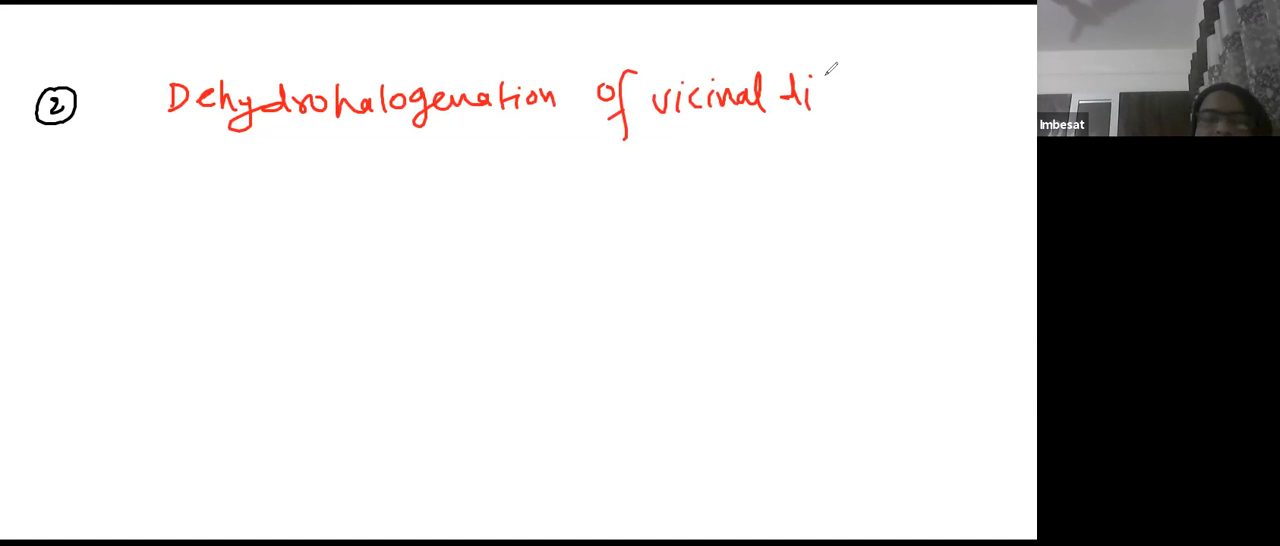 ② Dehydrohalogenation of vicinal di
Imbesat